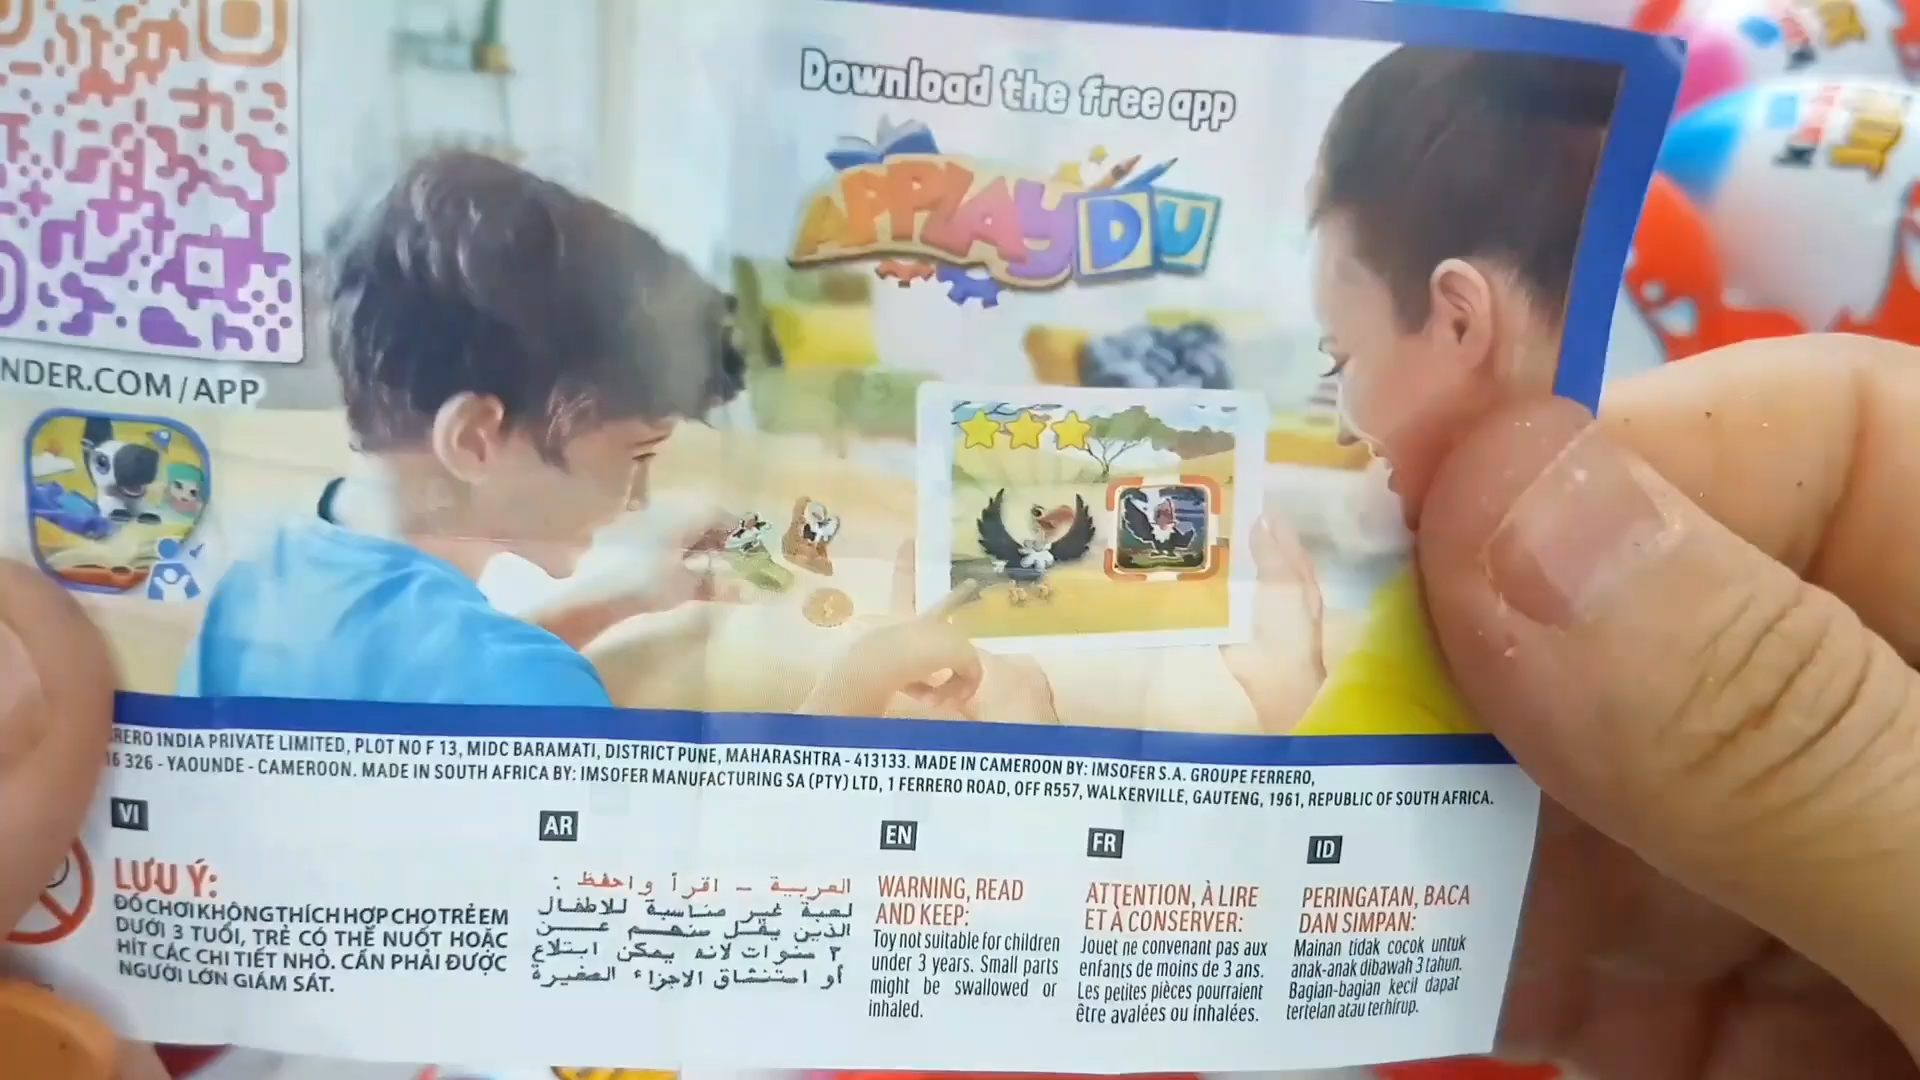 Download the free app
APPLAYDU
NDER.COM/APP
RERO INDIA PRIVATE LIMITED, PLOT NO F 13, MIDC BARAMATI, DISTRICT PUNE, MAHARASHTRA - 413133. MADE IN CAMEROON BY: IMSOFER S.A. GROUPE FERRERO,
16 326 - YAOUNDE - CAMEROON. MADE IN SOUTH AFRICA BY: IMSOFER MANUFACTURING SA (PTY) LTD, 1 FERRERO ROAD, OFF R557, WALKERVILLE, GAUTENG, 1961, REPUBLIC OF SOUTH AFRICA.
VI
LƯU Ý:
ĐỒ CHƠI KHÔNG THÍCH HỢP CHO TRẺ EM
DƯỚI 3 TUỔI, TRẺ CÓ THỂ NUỐT HOẶC
HÍT CÁC CHI TIẾT NHỎ. CẦN PHẢI ĐƯỢC
NGƯỜI LỚN GIÁM SÁT.
AR
العربية – اقرأ واحفظ :
لعبة غير مناسبة للاطفال
الذين يقل سنهم عن
٣ سنوات لانه يمكن ابتلاع
أو استنشاق الاجزاء الصغيرة
EN
WARNING, READ
AND KEEP:
Toy not suitable for children
under 3 years. Small parts
might be swallowed or
inhaled.
FR
ATTENTION, À LIRE
ET À CONSERVER:
Jouet ne convenant pas aux
enfants de moins de 3 ans.
Les petites pièces pourraient
être avalées ou inhalées.
ID
PERINGATAN, BACA
DAN SIMPAN:
Mainan tidak cocok untuk
anak-anak dibawah 3 tahun.
Bagian-bagian kecil dapat
tertelan atau terhirup.